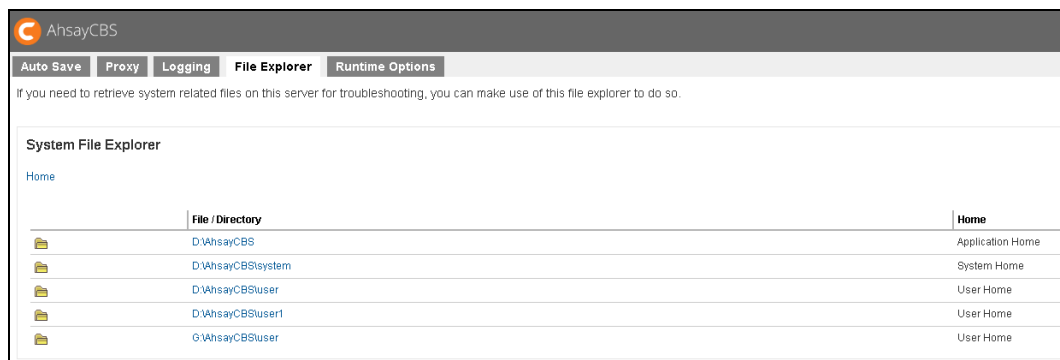 AhsayCBS
Auto Save Proxy Logging File Explorer Runtime Options
If you need to retrieve system related files on this server for troubleshooting, you can make use of this file explorer to do so.
System File Explorer
Home
File / Directory Home
D:\AhsayCBS Application Home
D:\AhsayCBS\system System Home
D:\AhsayCBS\user User Home
D:\AhsayCBS\user1 User Home
G:\AhsayCBS\user User Home